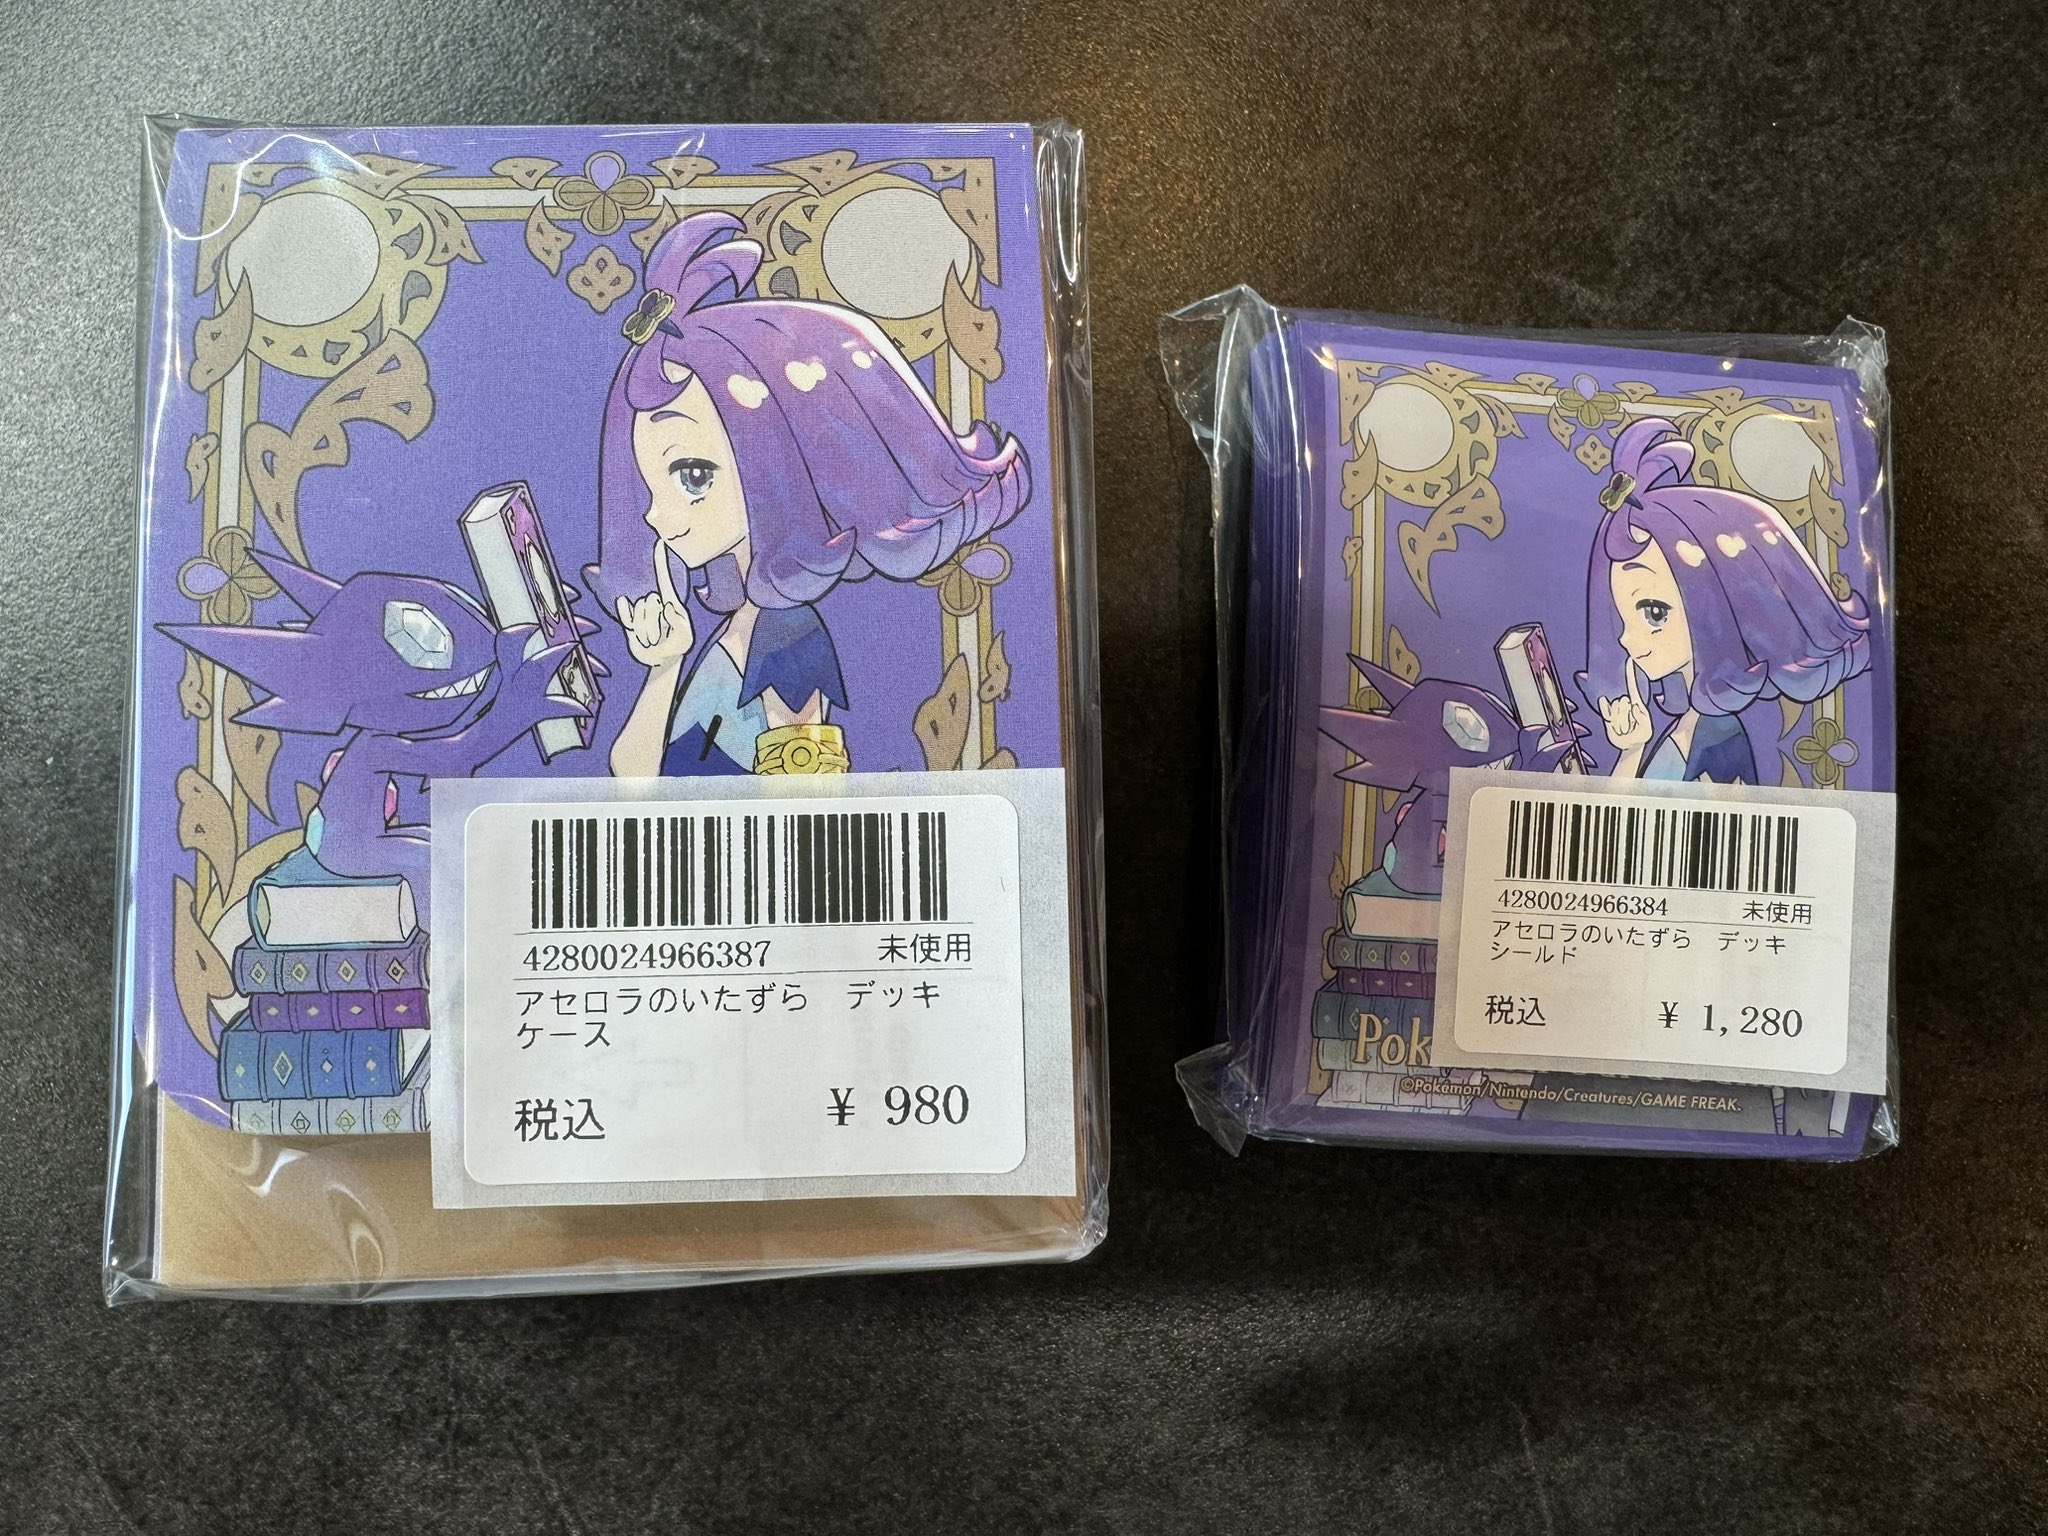 4280024966387 未使用
アセロラのいたずら デッキ
ケース
税込 ¥ 980
4280024966384 未使用
アセロラのいたずら デッキ
シールド
税込 ¥ 1,280
Pok
©Pokémon/Nintendo/Creatures/GAME FREAK.